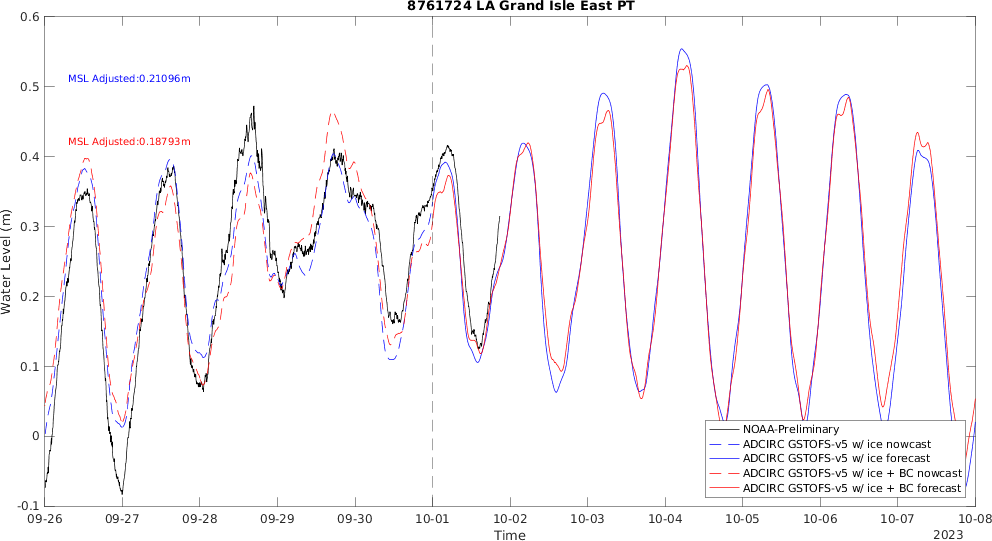 8761724 LA Grand Isle East PT
0.6
0.5
0.4
0.3
0.2
0.1
0
-0.1
Water Level (m)
MSL Adjusted:0.21096m
MSL Adjusted:0.18793m
NOAA-Preliminary
ADCIRC GSTOFS-v5 w/ ice nowcast
ADCIRC GSTOFS-v5 w/ ice forecast
ADCIRC GSTOFS-v5 w/ ice + BC nowcast
ADCIRC GSTOFS-v5 w/ ice + BC forecast
09-26 09-27 09-28 09-29 09-30 10-01 10-02 10-03 10-04 10-05 10-06 10-07 10-08
Time
2023